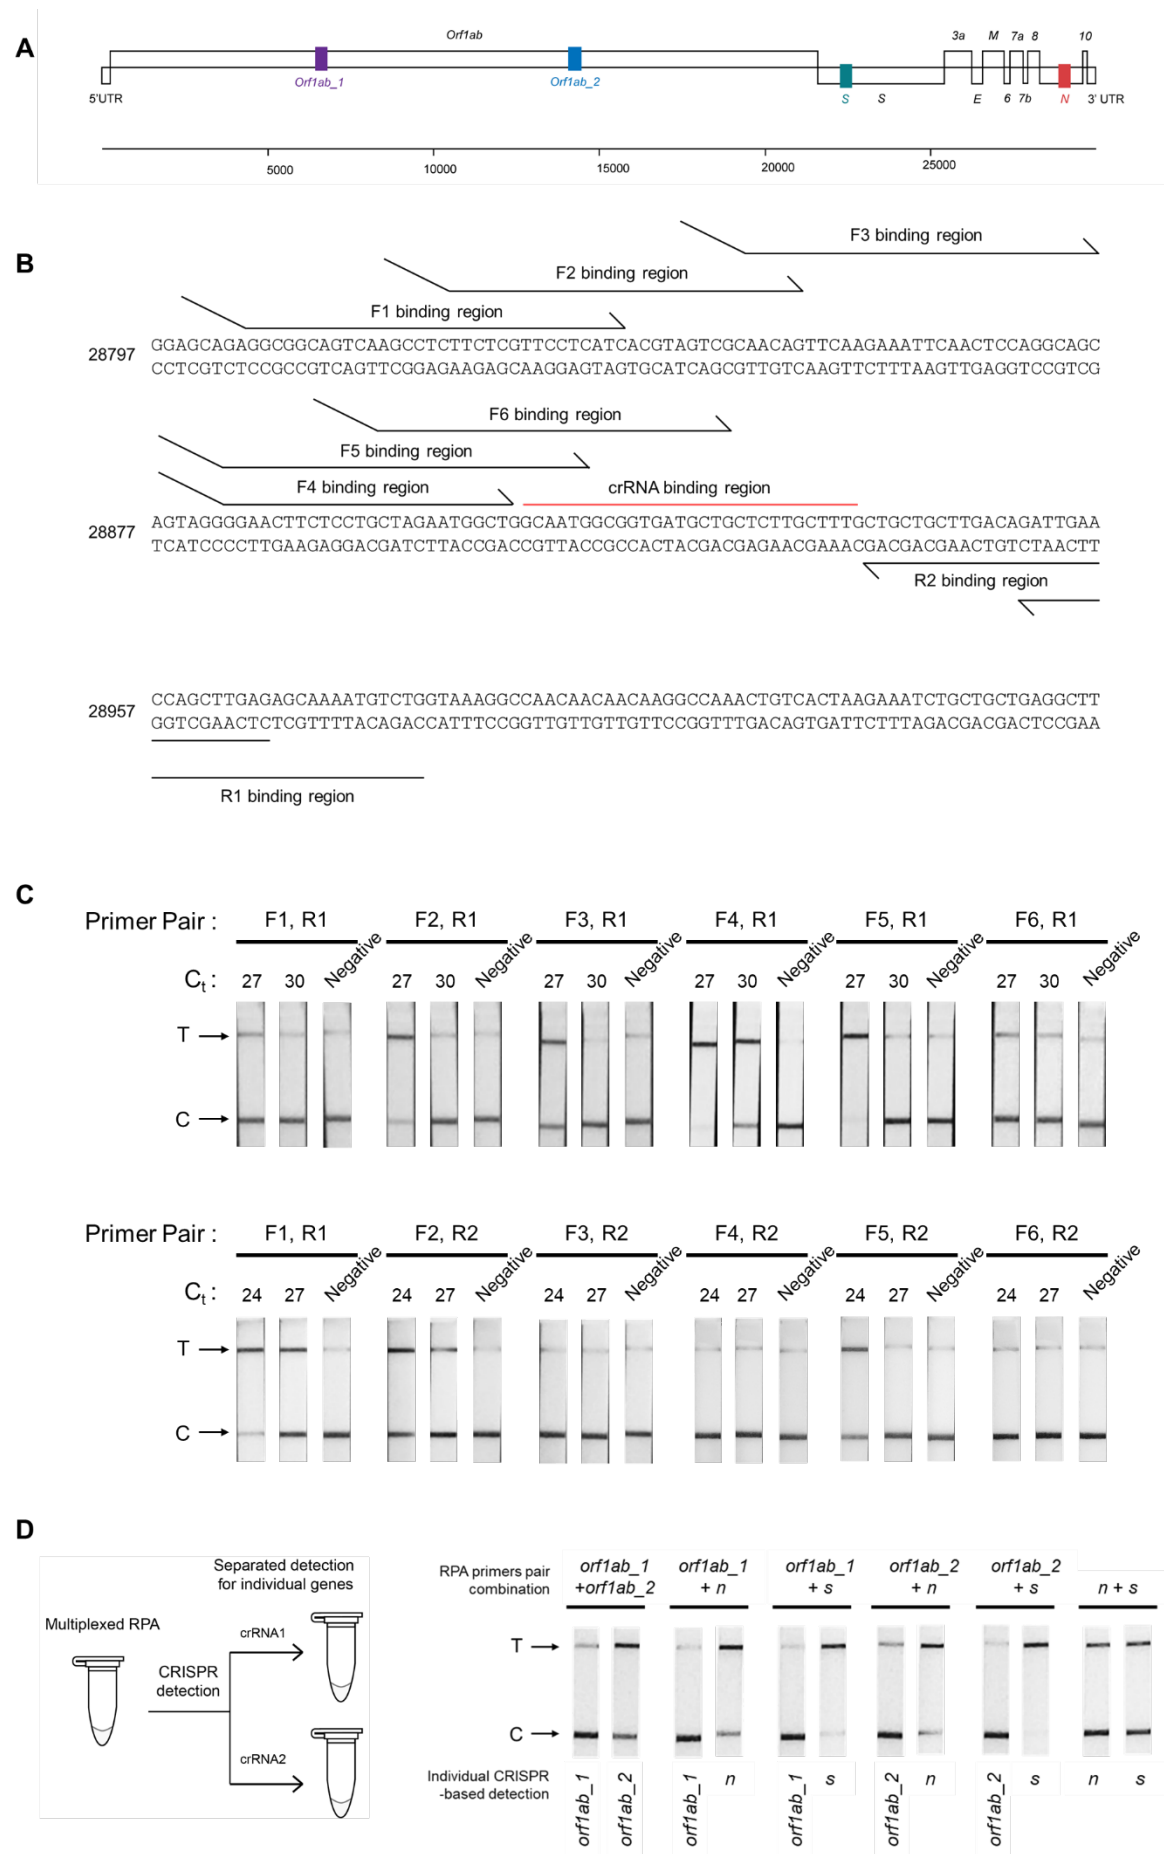 A
Orf1ab
3a
M
7a
8
10
Orf1ab_1
Orf1ab_2
5'UTR
S
S
E
6
7b
N
3' UTR
5000
10000
15000
20000
25000
B
F3 binding region
F2 binding region
F1 binding region
28797
GGAGCAGAGGCGGCAGTCAAGCCTCTTCTCGTTCCTCATCACGTAGTCGCAACAGTTCAAGAAATTCAACTCCAGGCAGC
CCTCGTCTCCGCCGTCAGTTCGGAGAAGAGCAAGGAGTAGTGCATCAGCGTTGTCAAGTTCTTTAAGTTGAGGTCCGTCG
F6 binding region
F5 binding region
F4 binding region
crRNA binding region
28877
AGTAGGGGAACTTCTCCTGCTAGAATGGCTGGCAATGGCGGTGATGCTGCTCTTGCTTTGCTGCTGCTTGACAGATTGAA
TCATCCCCTTGAAGAGGACGATCTTACCGACCGTTACCGCCACTACGACGAGAACGAAACGACGACGAACTGTCTAACTT
R2 binding region
28957
CCAGCTTGAGAGCAAAATGTCTGGTAAAGGCCAACAACAACAAGGCCAAACTGTCACTAAGAAATCTGCTGCTGAGGCTT
GGTCGAACTCTCGTTTTACAGACCATTTCCGGTTGTTGTTGTTCCGGTTTGACAGTGATTCTTTAGACGACGACTCCGAA
R1 binding region
C
Primer Pair : F1, R1 F2, R1 F3, R1 F4, R1 F5, R1 F6, R1
Ct : 27 30 Negative 27 30 Negative 27 30 Negative 27 30 Negative 27 30 Negative 27 30 Negative
T
C
Primer Pair : F1, R1 F2, R2 F3, R2 F4, R2 F5, R2 F6, R2
Ct : 24 27 Negative 24 27 Negative 24 27 Negative 24 27 Negative 24 27 Negative 24 27 Negative
T
C
D
Separated detection
for individual genes
Multiplexed RPA
CRISPR
detection
crRNA1
crRNA2
RPA primers pair
combination
orf1ab_1
+orf1ab_2
orf1ab_1
+ n
orf1ab_1
+ s
orf1ab_2
+ n
orf1ab_2
+ s
n + s
T
C
Individual CRISPR
-based detection
orf1ab_1
orf1ab_2
orf1ab_1
n
orf1ab_1
s
orf1ab_2
n
orf1ab_2
s
n
s